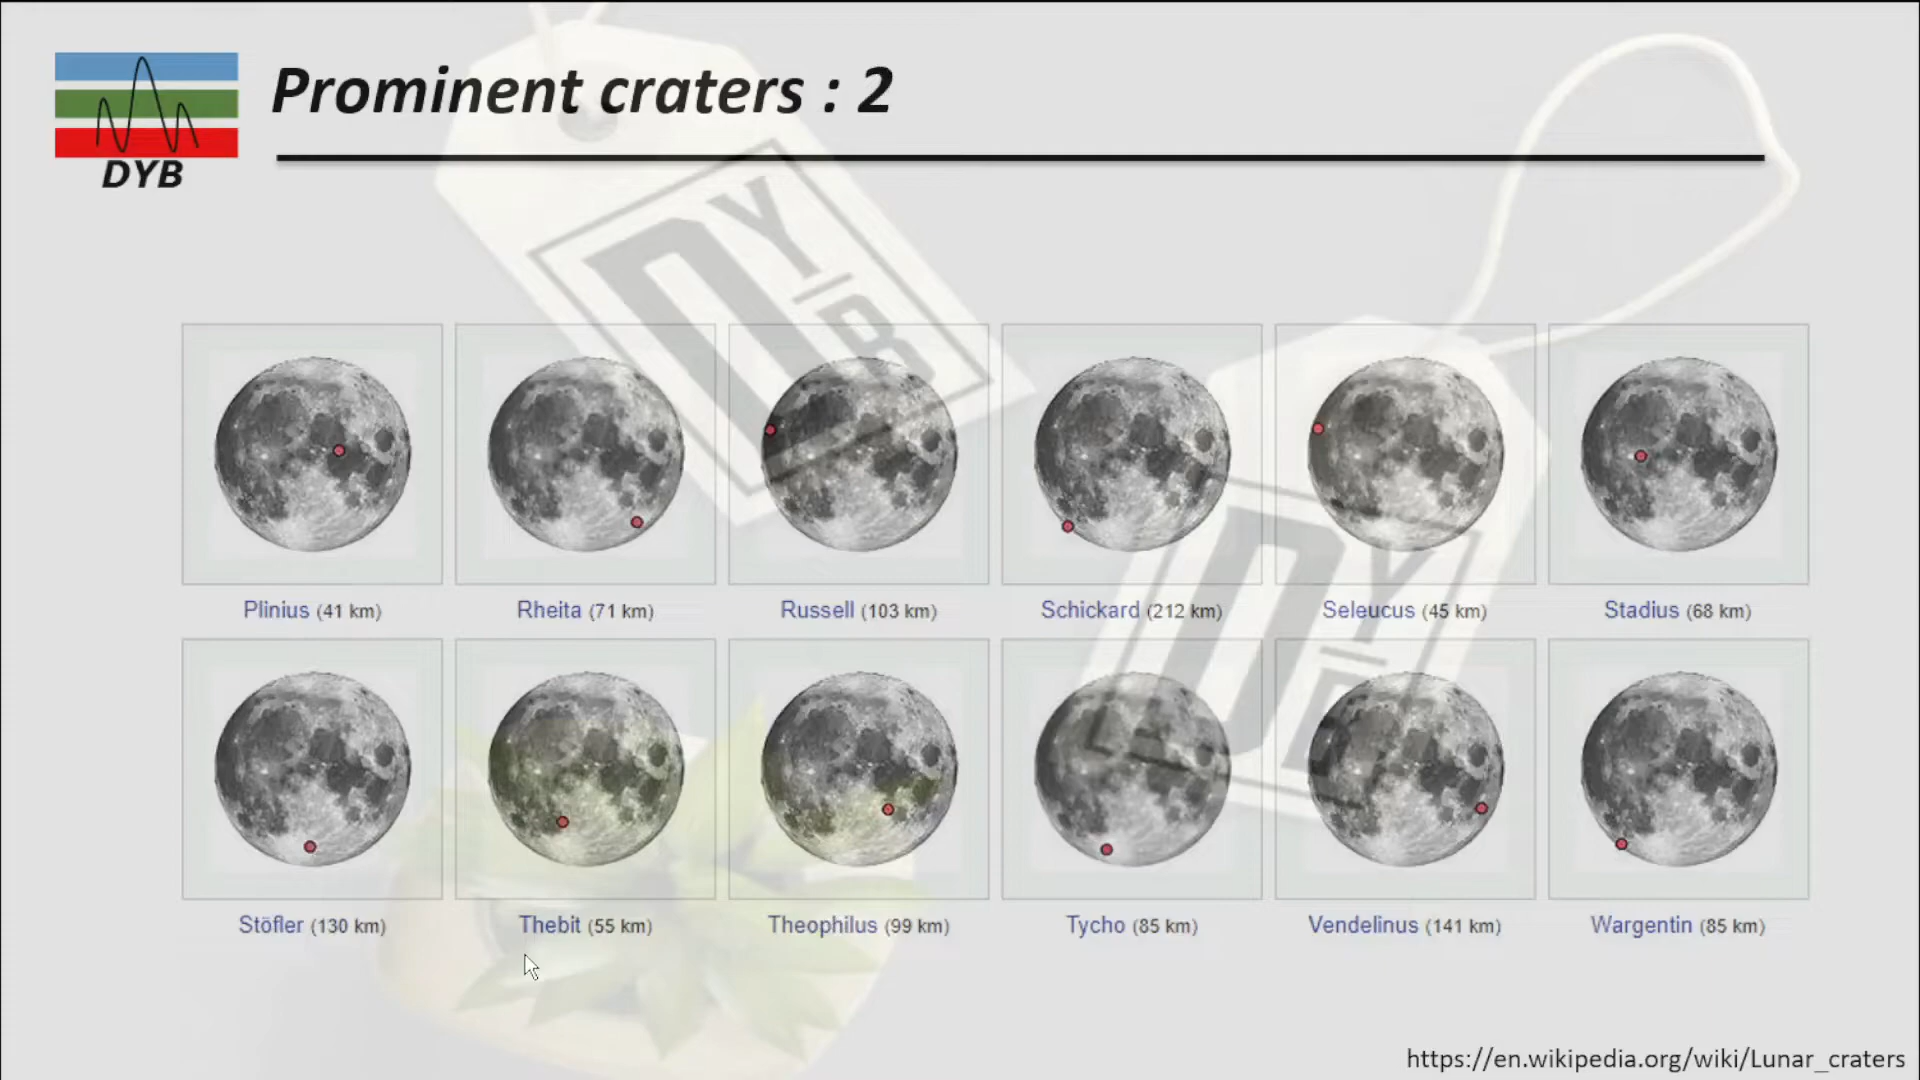 Prominent craters : 2
DYB
DYB
DYB
Plinius (41 km)
Rheita (71 km)
Russell (103 km)
Schickard (212 km)
Seleucus (45 km)
Stadius (68 km)
Stöfler (130 km)
Thebit (55 km)
Theophilus (99 km)
Tycho (85 km)
Vendelinus (141 km)
Wargentin (85 km)
https://en.wikipedia.org/wiki/Lunar_craters